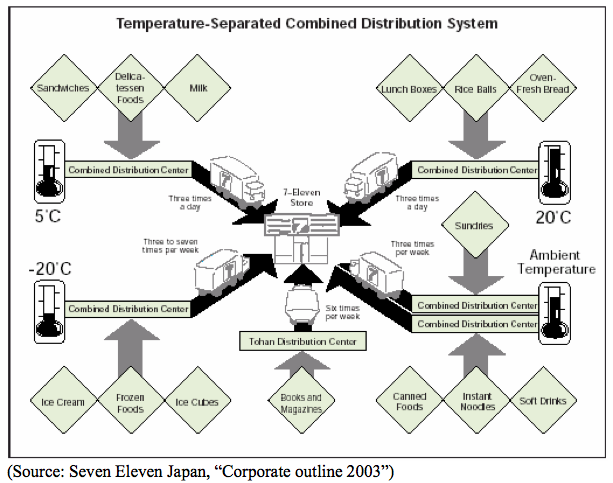 Temperature-Separated Combined Distribution System
Sandwiches
Delica-
tessen
Foods
Milk
Lunch Boxes
Rice Balls
Oven-
Fresh Bread
Combined Distribution Center
5°C
Three times
a day
7-Eleven
Store
7
Three times
a day
Combined Distribution Center
20°C
Sundries
Three to seven
times per week
Three times
per week
-20°C
Ambient
Temperature
Combined Distribution Center
Six times
per week
Combined Distribution Center
Combined Distribution Center
Tohan Distribution Center
Ice Cream
Frozen
Foods
Ice Cubes
Books and
Magazines
Canned
Foods
Instant
Noodles
Soft Drinks
(Source: Seven Eleven Japan, “Corporate outline 2003”)